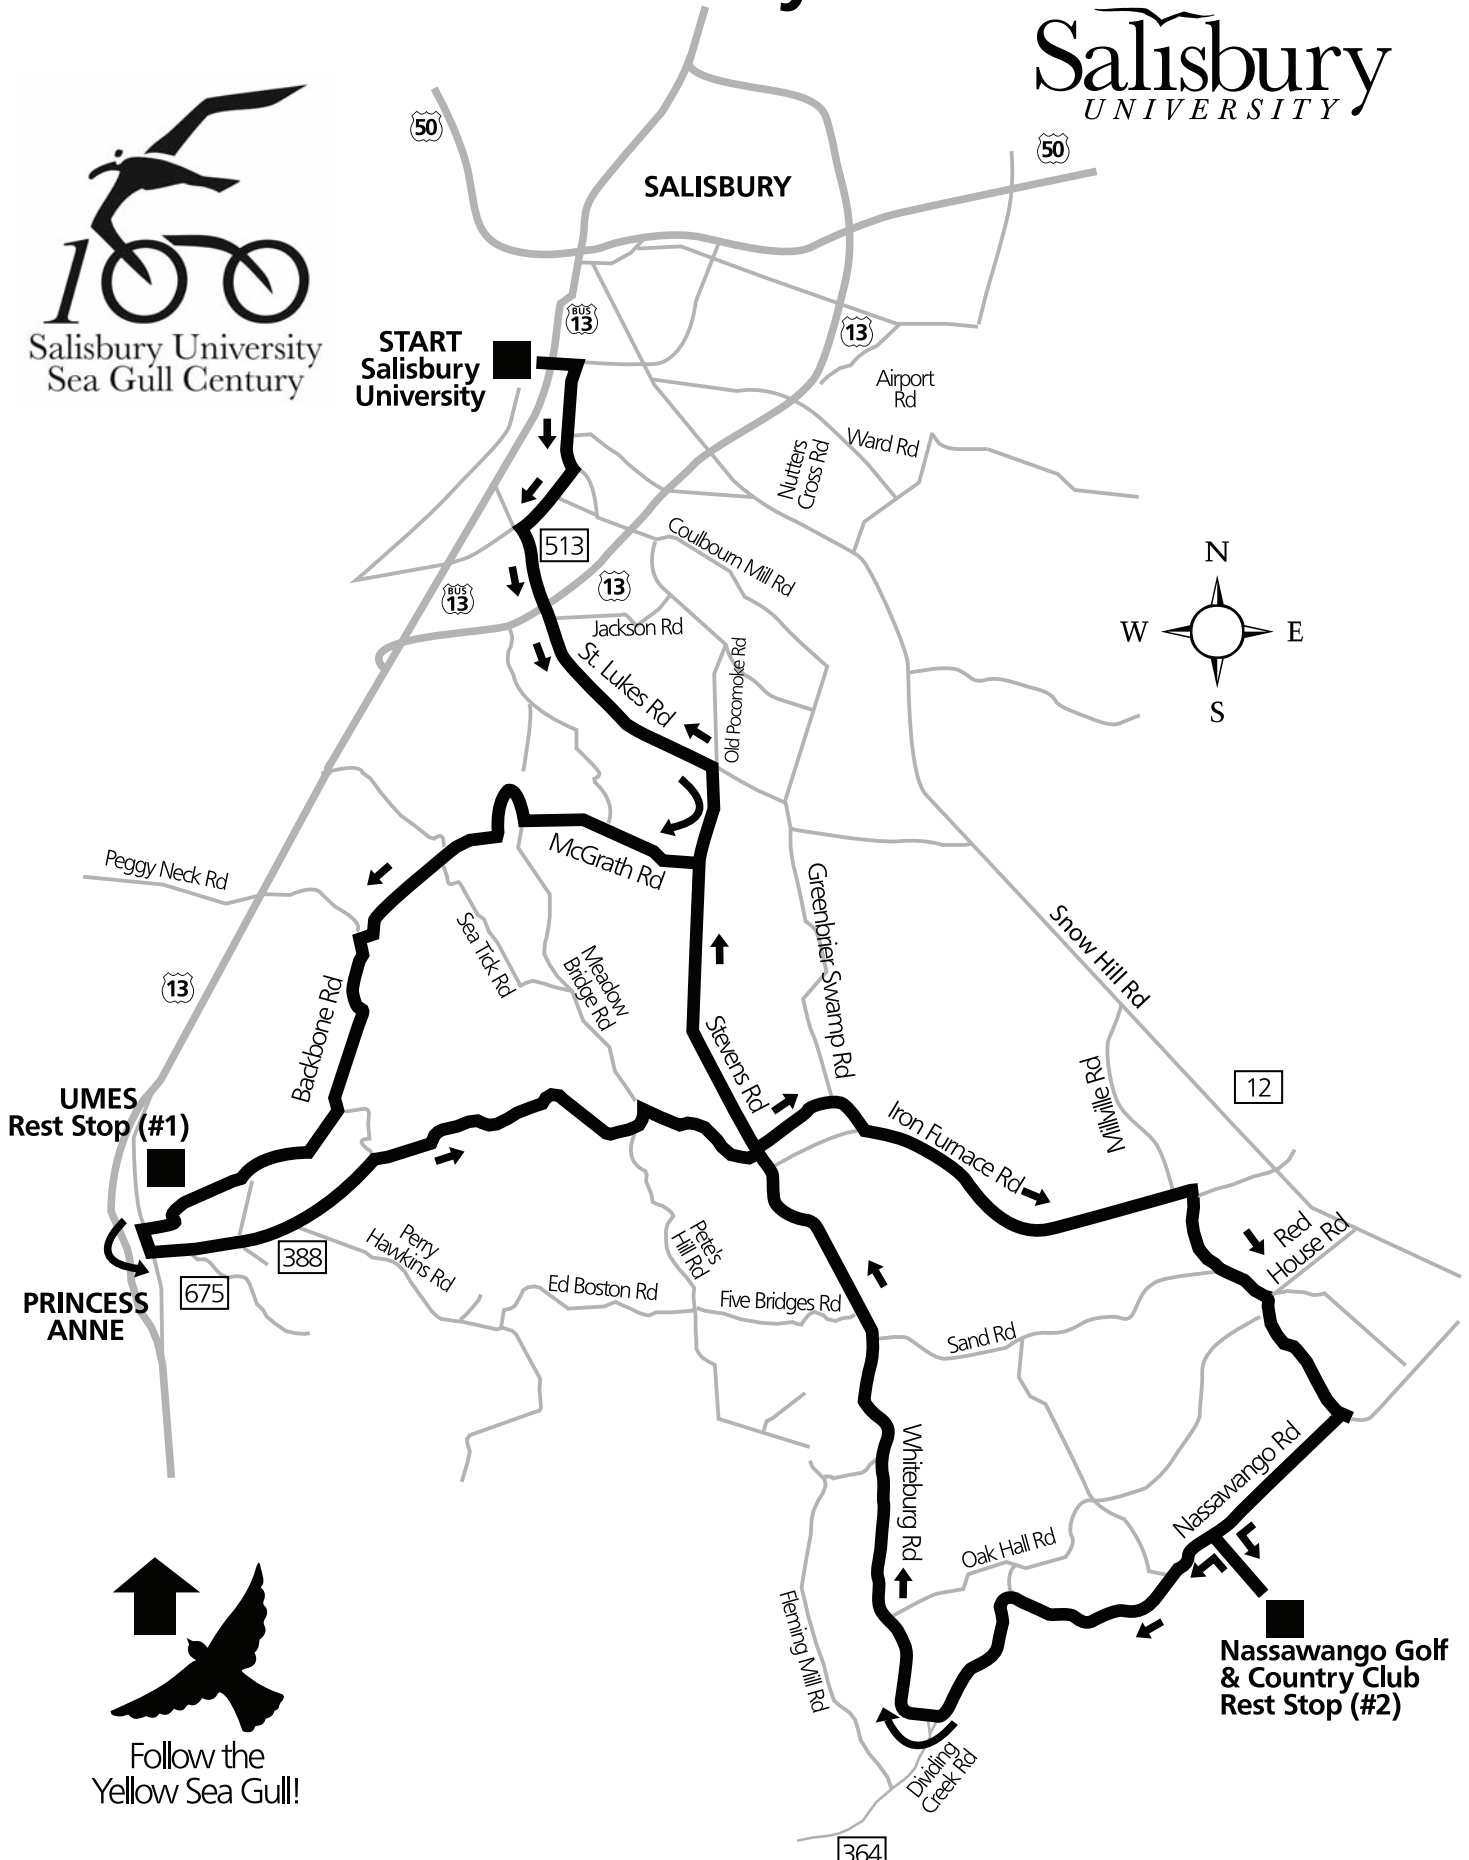 Salisbury
UNIVERSITY
50
50
SALISBURY
100
Salisbury University
Sea Gull Century
BUS
13
13
START
Salisbury
University
Airport
Rd
Ward Rd
Nutters
Cross Rd
513
Coulbourn Mill Rd
BUS
13
13
Jackson Rd
N
W
E
S
St. Lukes Rd
Old Pocomoke Rd
McGrath Rd
Peggy Neck Rd
Sea Tick Rd
Meadow
Bridge Rd
Greenbrier Swamp Rd
Snow Hill Rd
13
Backbone Rd
Stevens Rd
Millville Rd
12
UMES
Rest Stop (#1)
Iron Furnace Rd
Red
House Rd
388
Perry
Hawkins Rd
Pete's
Hill Rd
675
PRINCESS
ANNE
Ed Boston Rd
Five Bridges Rd
Sand Rd
Whiteburg Rd
Nassawango Rd
Oak Hall Rd
Fleming Mill Rd
Nassawango Golf
& Country Club
Rest Stop (#2)
Dividing
Creek Rd
Follow the
Yellow Sea Gull!
364